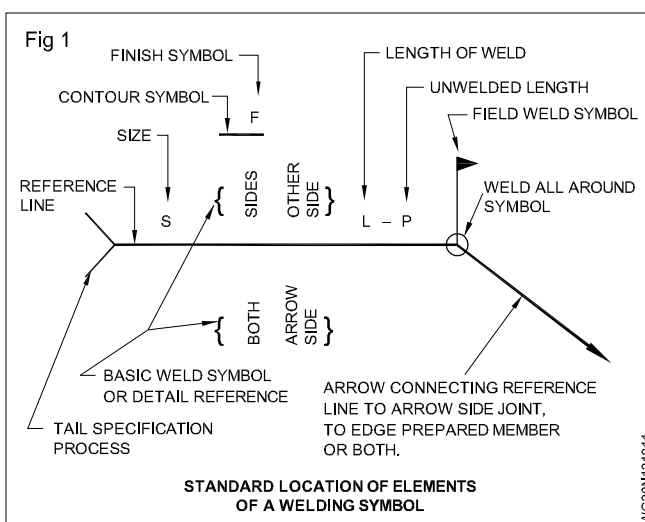 Fig 1
FINISH SYMBOL
CONTOUR SYMBOL
F
SIZE
S
REFERENCE
LINE
{ SIDES OTHER SIDE }
LENGTH OF WELD
UNWELDED LENGTH
FIELD WELD SYMBOL
L – P
WELD ALL AROUND
SYMBOL
{ BOTH ARROW SIDE }
BASIC WELD SYMBOL
OR DETAIL REFERENCE
TAIL SPECIFICATION
PROCESS
ARROW CONNECTING REFERENCE
LINE TO ARROW SIDE JOINT,
TO EDGE PREPARED MEMBER
OR BOTH.
STANDARD LOCATION OF ELEMENTS
OF A WELDING SYMBOL